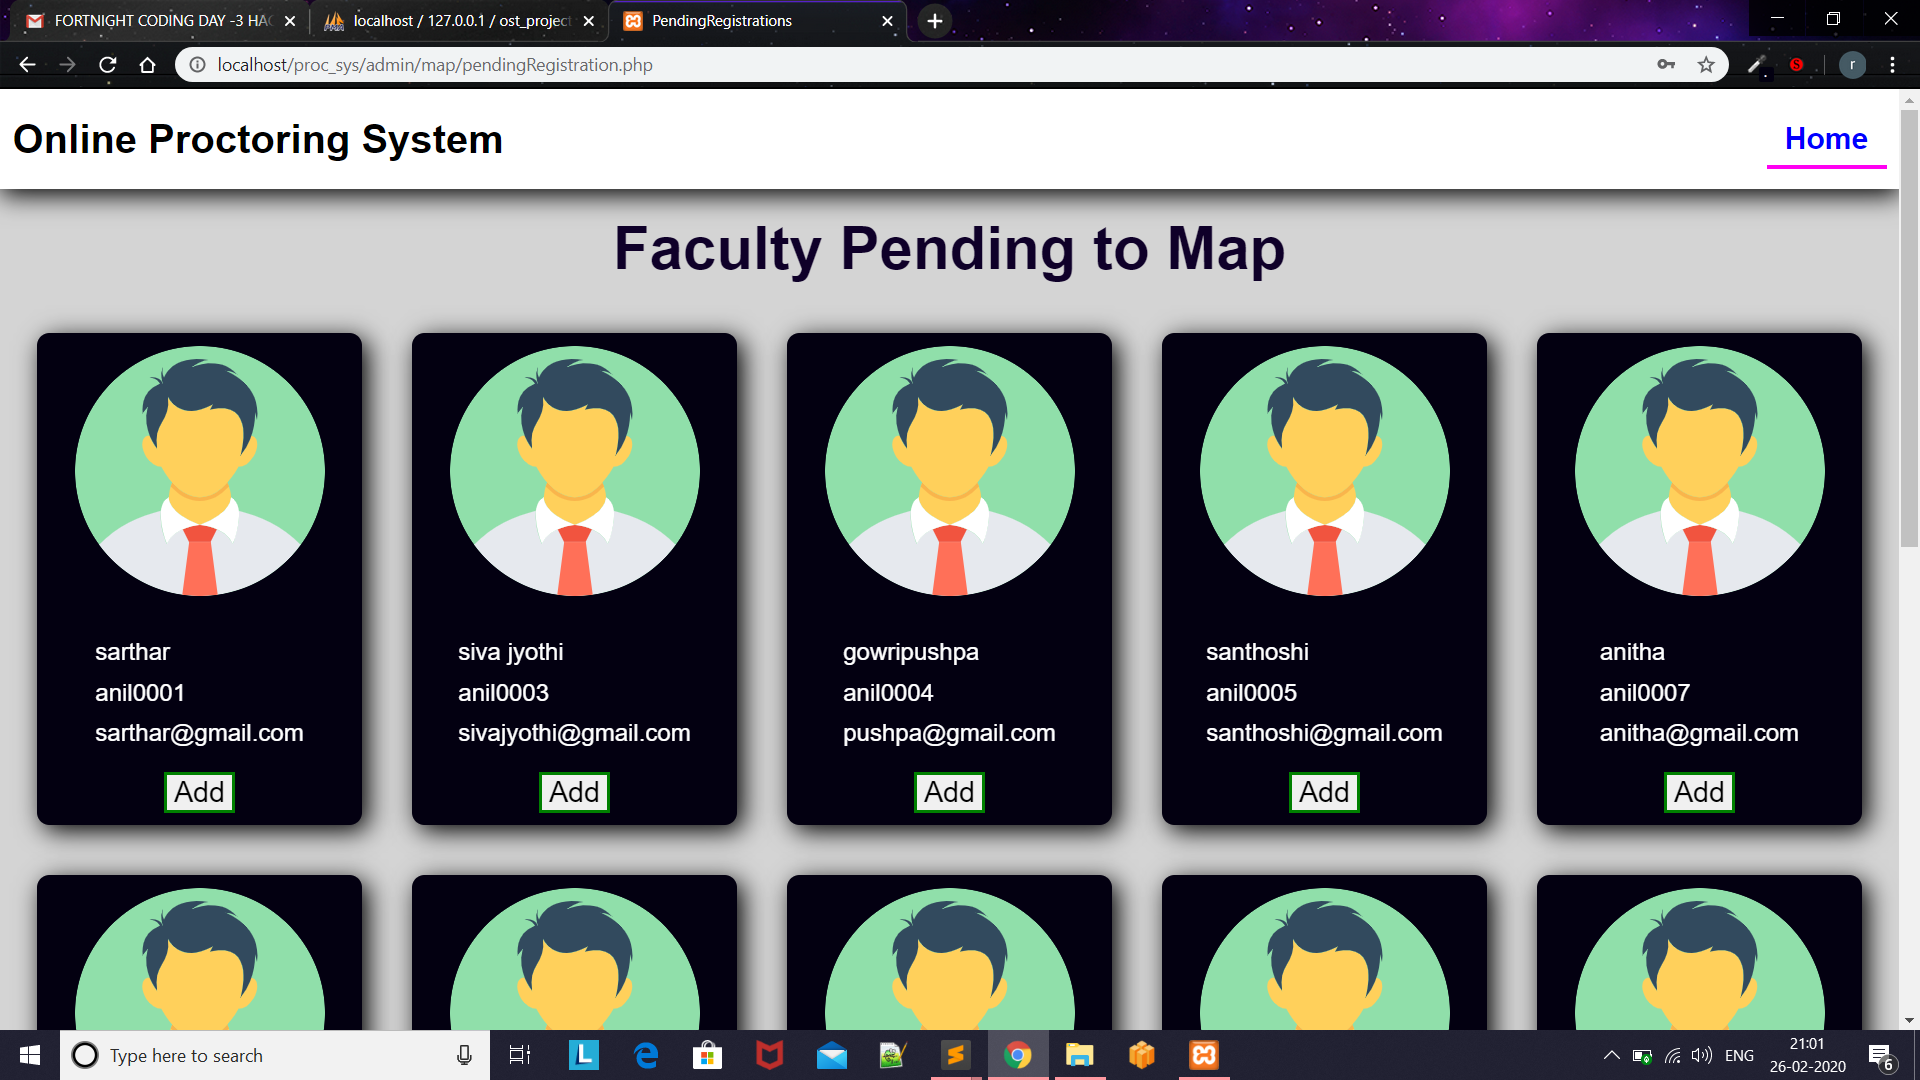 FORTNIGHT CODING DAY -3 HAC
localhost / 127.0.0.1 / ost_project
PendingRegistrations
localhost/proc_sys/admin/map/pendingRegistration.php
r
Online Proctoring System
Home
Faculty Pending to Map
sarthar
anil0001
sarthar@gmail.com
Add
siva jyothi
anil0003
sivajyothi@gmail.com
Add
gowripushpa
anil0004
pushpa@gmail.com
Add
santhoshi
anil0005
santhoshi@gmail.com
Add
anitha
anil0007
anitha@gmail.com
Add
Type here to search
L
ENG
21:01
26-02-2020
6